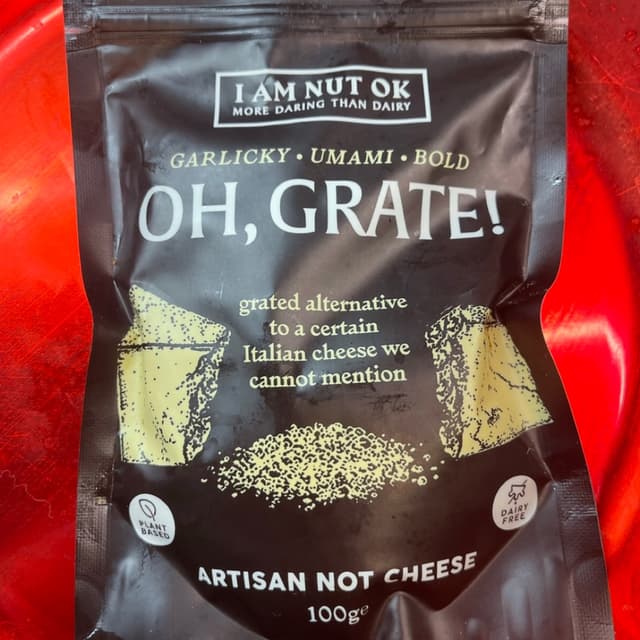 I AM NUT OK
MORE DARING THAN DAIRY
GARLICKY • UMAMI • BOLD
OH, GRATE!
grated alternative
to a certain
Italian cheese we
cannot mention
PLANT
BASED
DAIRY
FREE
ARTISAN NOT CHEESE
100g℮